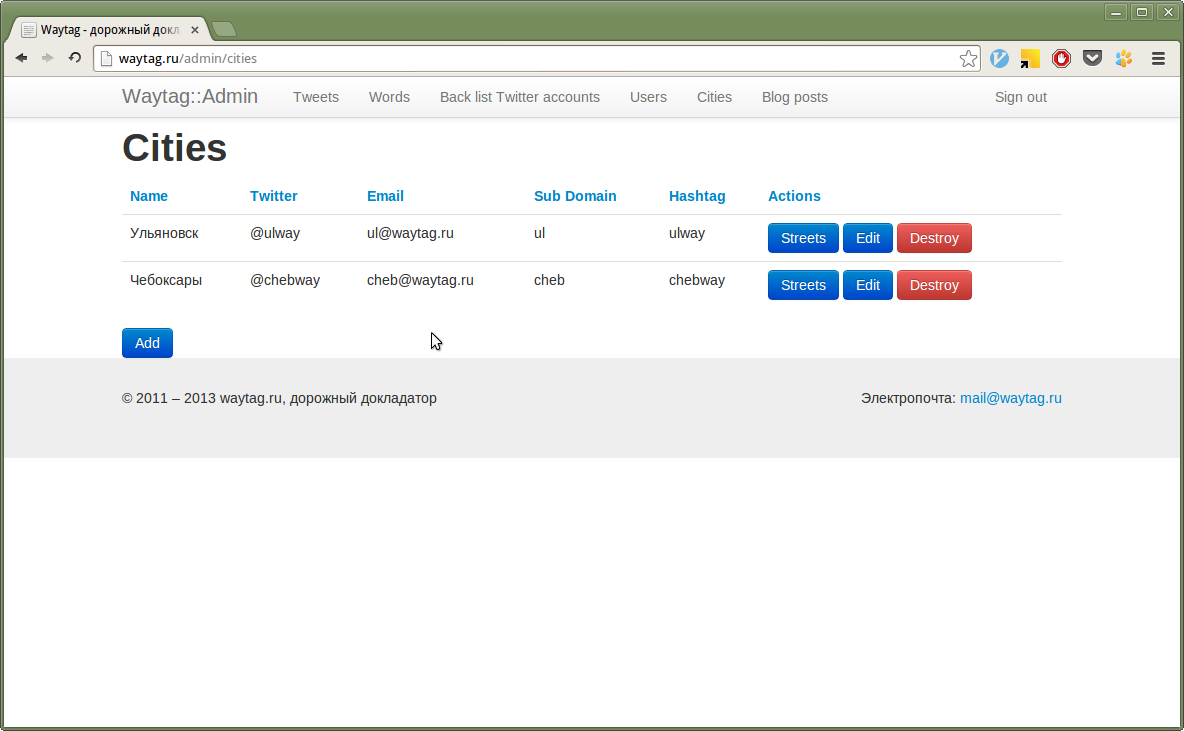 Waytag - дорожный докл
waytag.ru/admin/cities
Waytag::Admin Tweets Words Back list Twitter accounts Users Cities Blog posts Sign out
Cities
Name Twitter Email Sub Domain Hashtag Actions
Ульяновск @ulway ul@waytag.ru ul ulway Streets Edit Destroy
Чебоксары @chebway cheb@waytag.ru cheb chebway Streets Edit Destroy
Add
© 2011 – 2013 waytag.ru, дорожный докладатор Электропочта: mail@waytag.ru